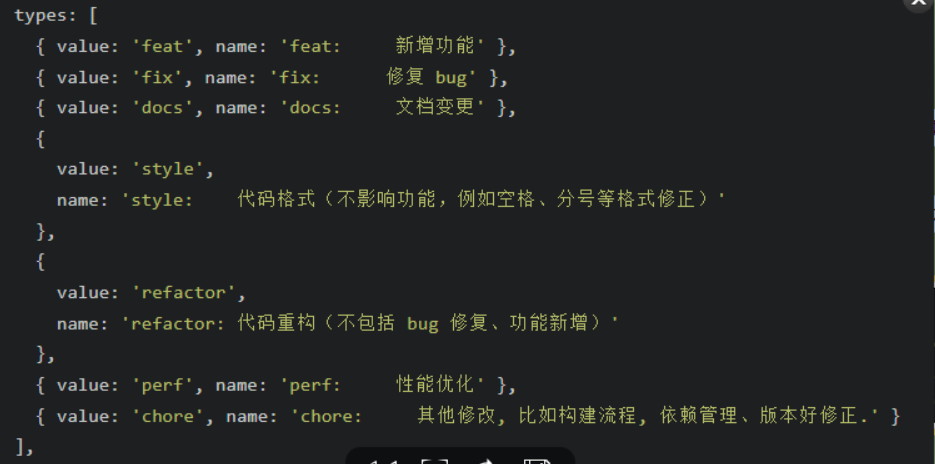 types: [
{ value: 'feat', name: 'feat:     新增功能' },
{ value: 'fix', name: 'fix:      修复 bug' },
{ value: 'docs', name: 'docs:     文档变更' },
{
value: 'style',
name: 'style:    代码格式（不影响功能，例如空格、分号等格式修正）'
},
{
value: 'refactor',
name: 'refactor: 代码重构（不包括 bug 修复、功能新增）'
},
{ value: 'perf', name: 'perf:     性能优化' },
{ value: 'chore', name: 'chore:     其他修改, 比如构建流程, 依赖管理、版本好修正.' }
],